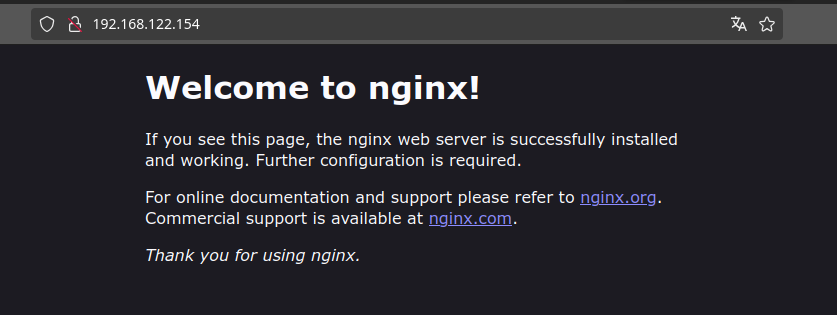 192.168.122.154
Welcome to nginx!
If you see this page, the nginx web server is successfully installed
and working. Further configuration is required.
For online documentation and support please refer to nginx.org.
Commercial support is available at nginx.com.
Thank you for using nginx.